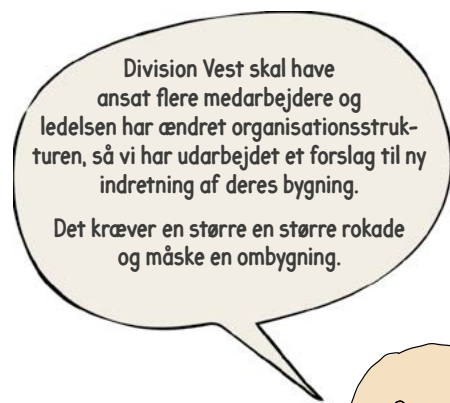 Division Vest skal have
ansat flere medarbejdere og
ledelsen har ændret organisationsstruk-
turen, så vi har udarbejdet et forslag til ny
indretning af deres bygning.
Det kræver en større en større rokade
og måske en ombygning.